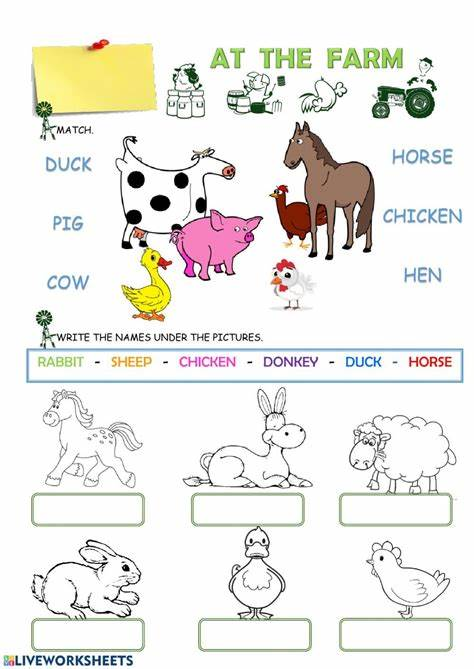 AT THE FARM
MATCH.
DUCK
HORSE
PIG
CHICKEN
COW
HEN
WRITE THE NAMES UNDER THE PICTURES.
RABBIT - SHEEP - CHICKEN - DONKEY - DUCK - HORSE
LIVEWORKSHEETS